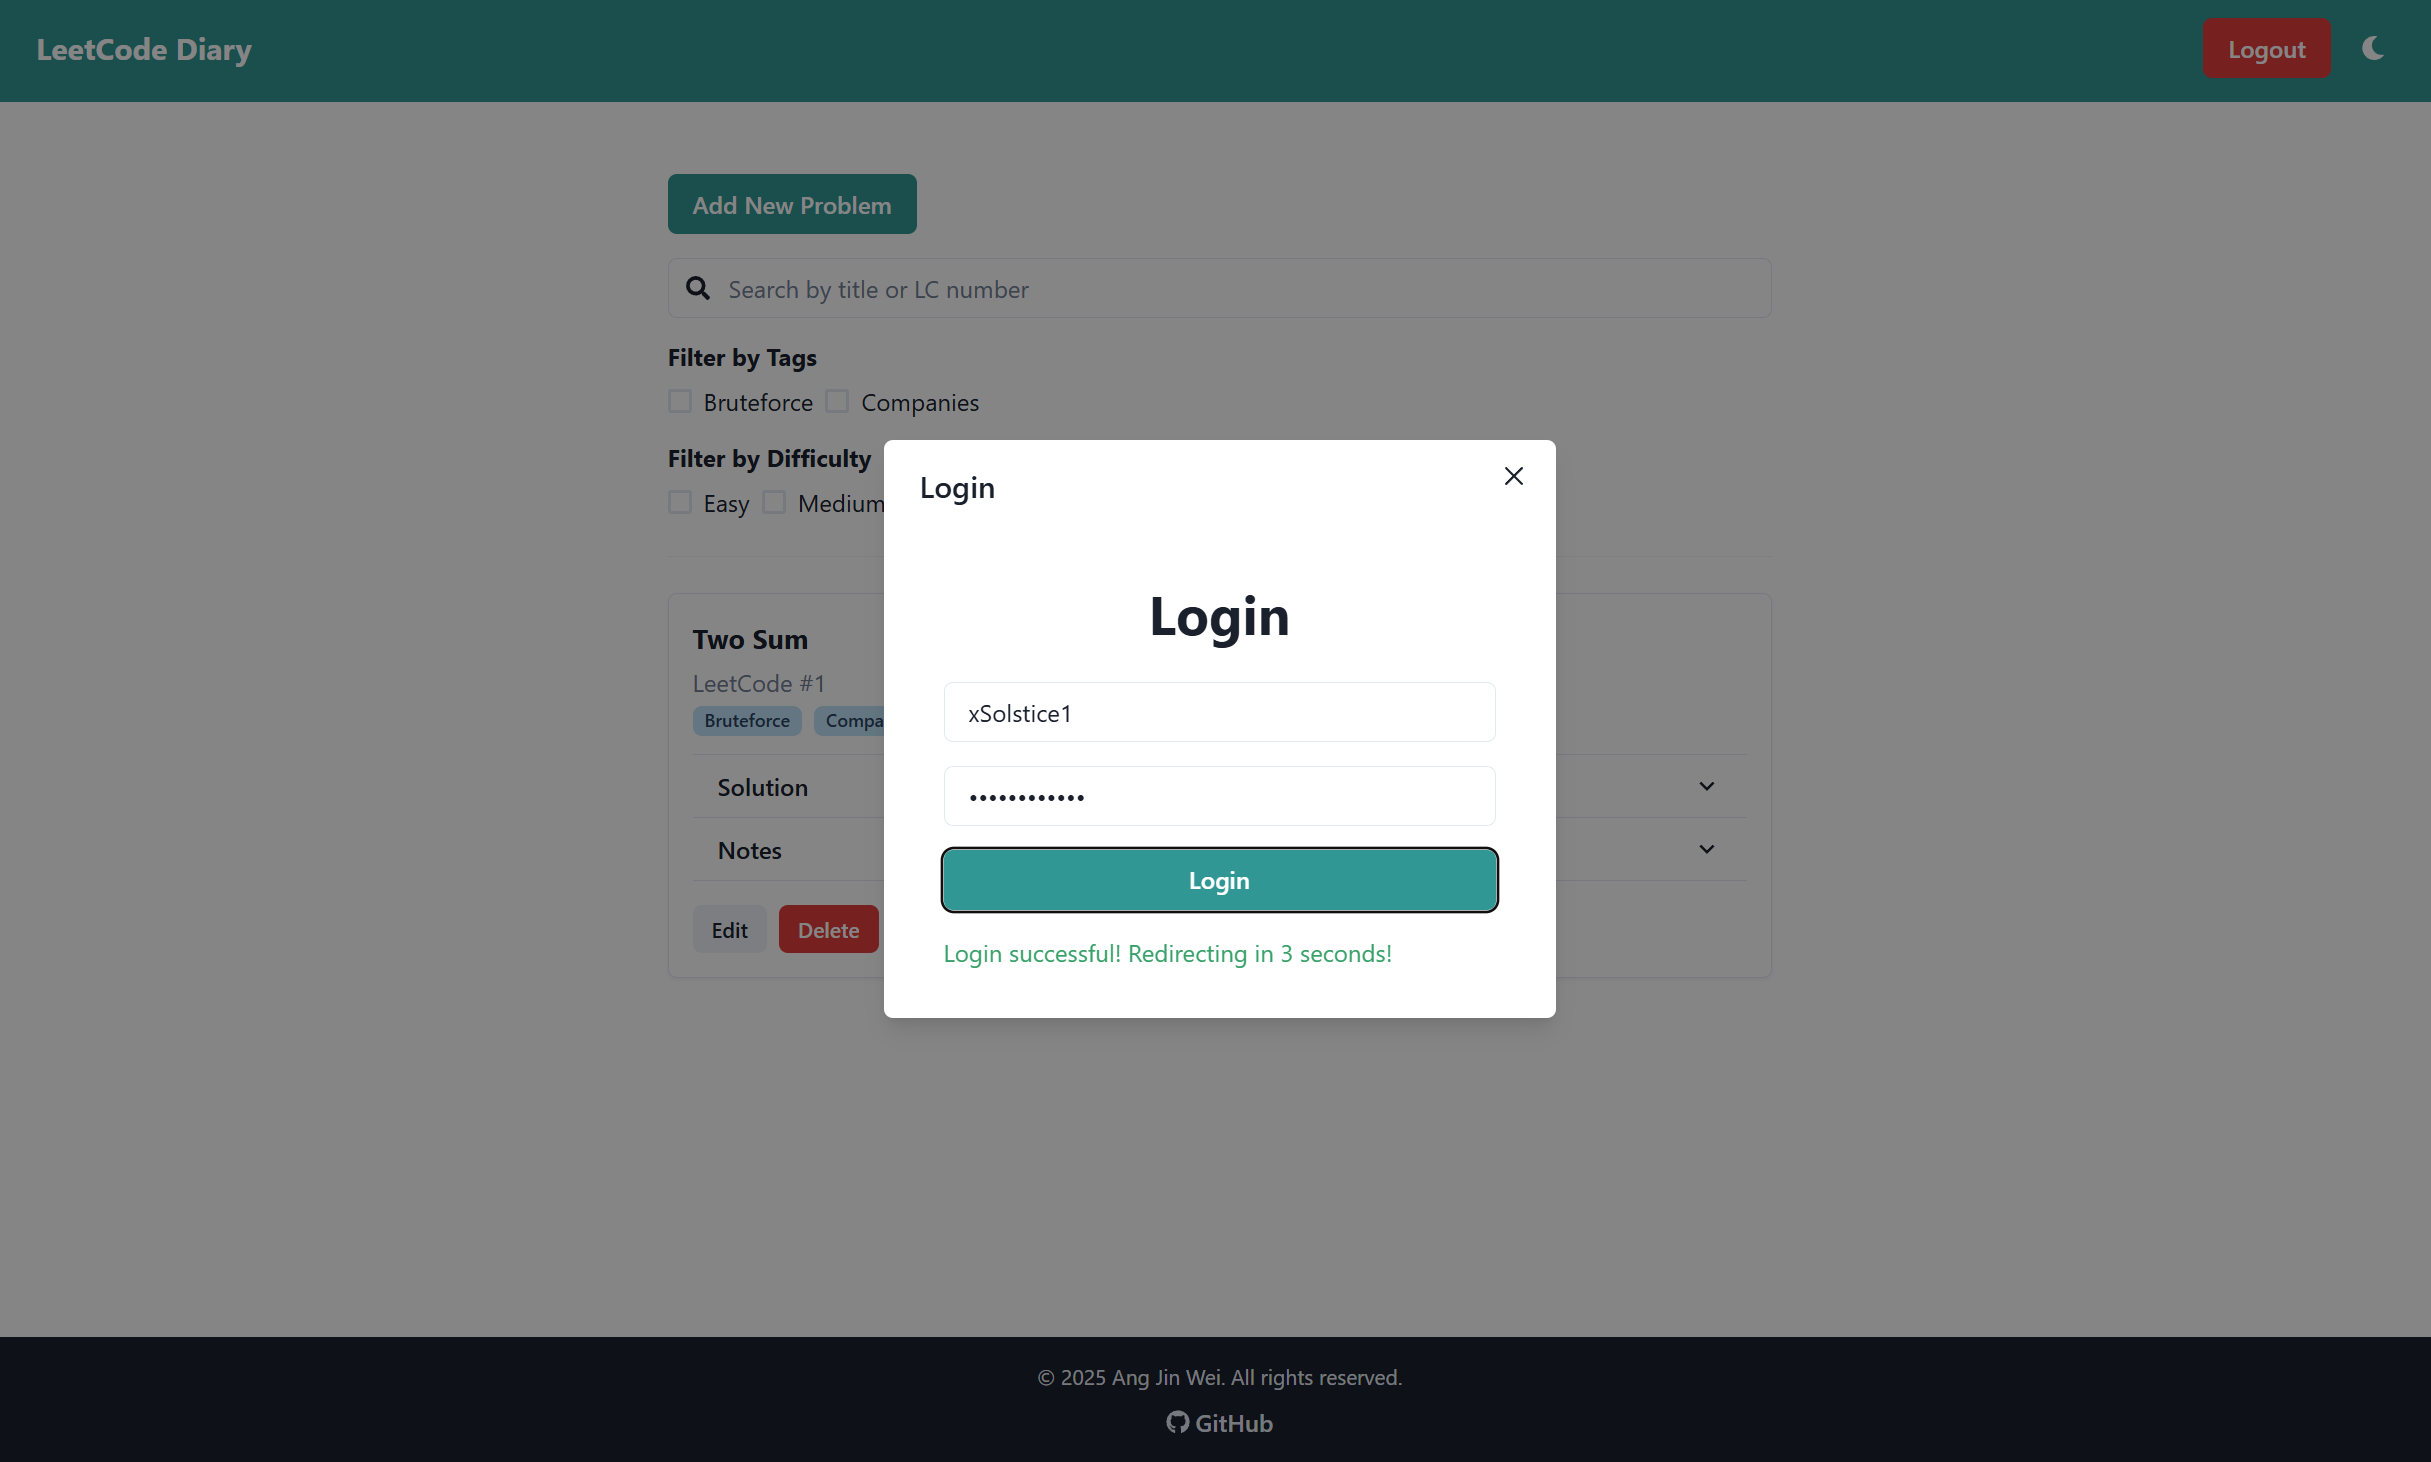 LeetCode Diary
Logout
Add New Problem
Search by title or LC number
Filter by Tags
Bruteforce Companies
Filter by Difficulty
Easy Medium
Login
Login
xSolstice1
••••••••••••
Login
Login successful! Redirecting in 3 seconds!
Two Sum
LeetCode #1
Bruteforce
Solution
Notes
Edit Delete
© 2025 Ang Jin Wei. All rights reserved.
GitHub